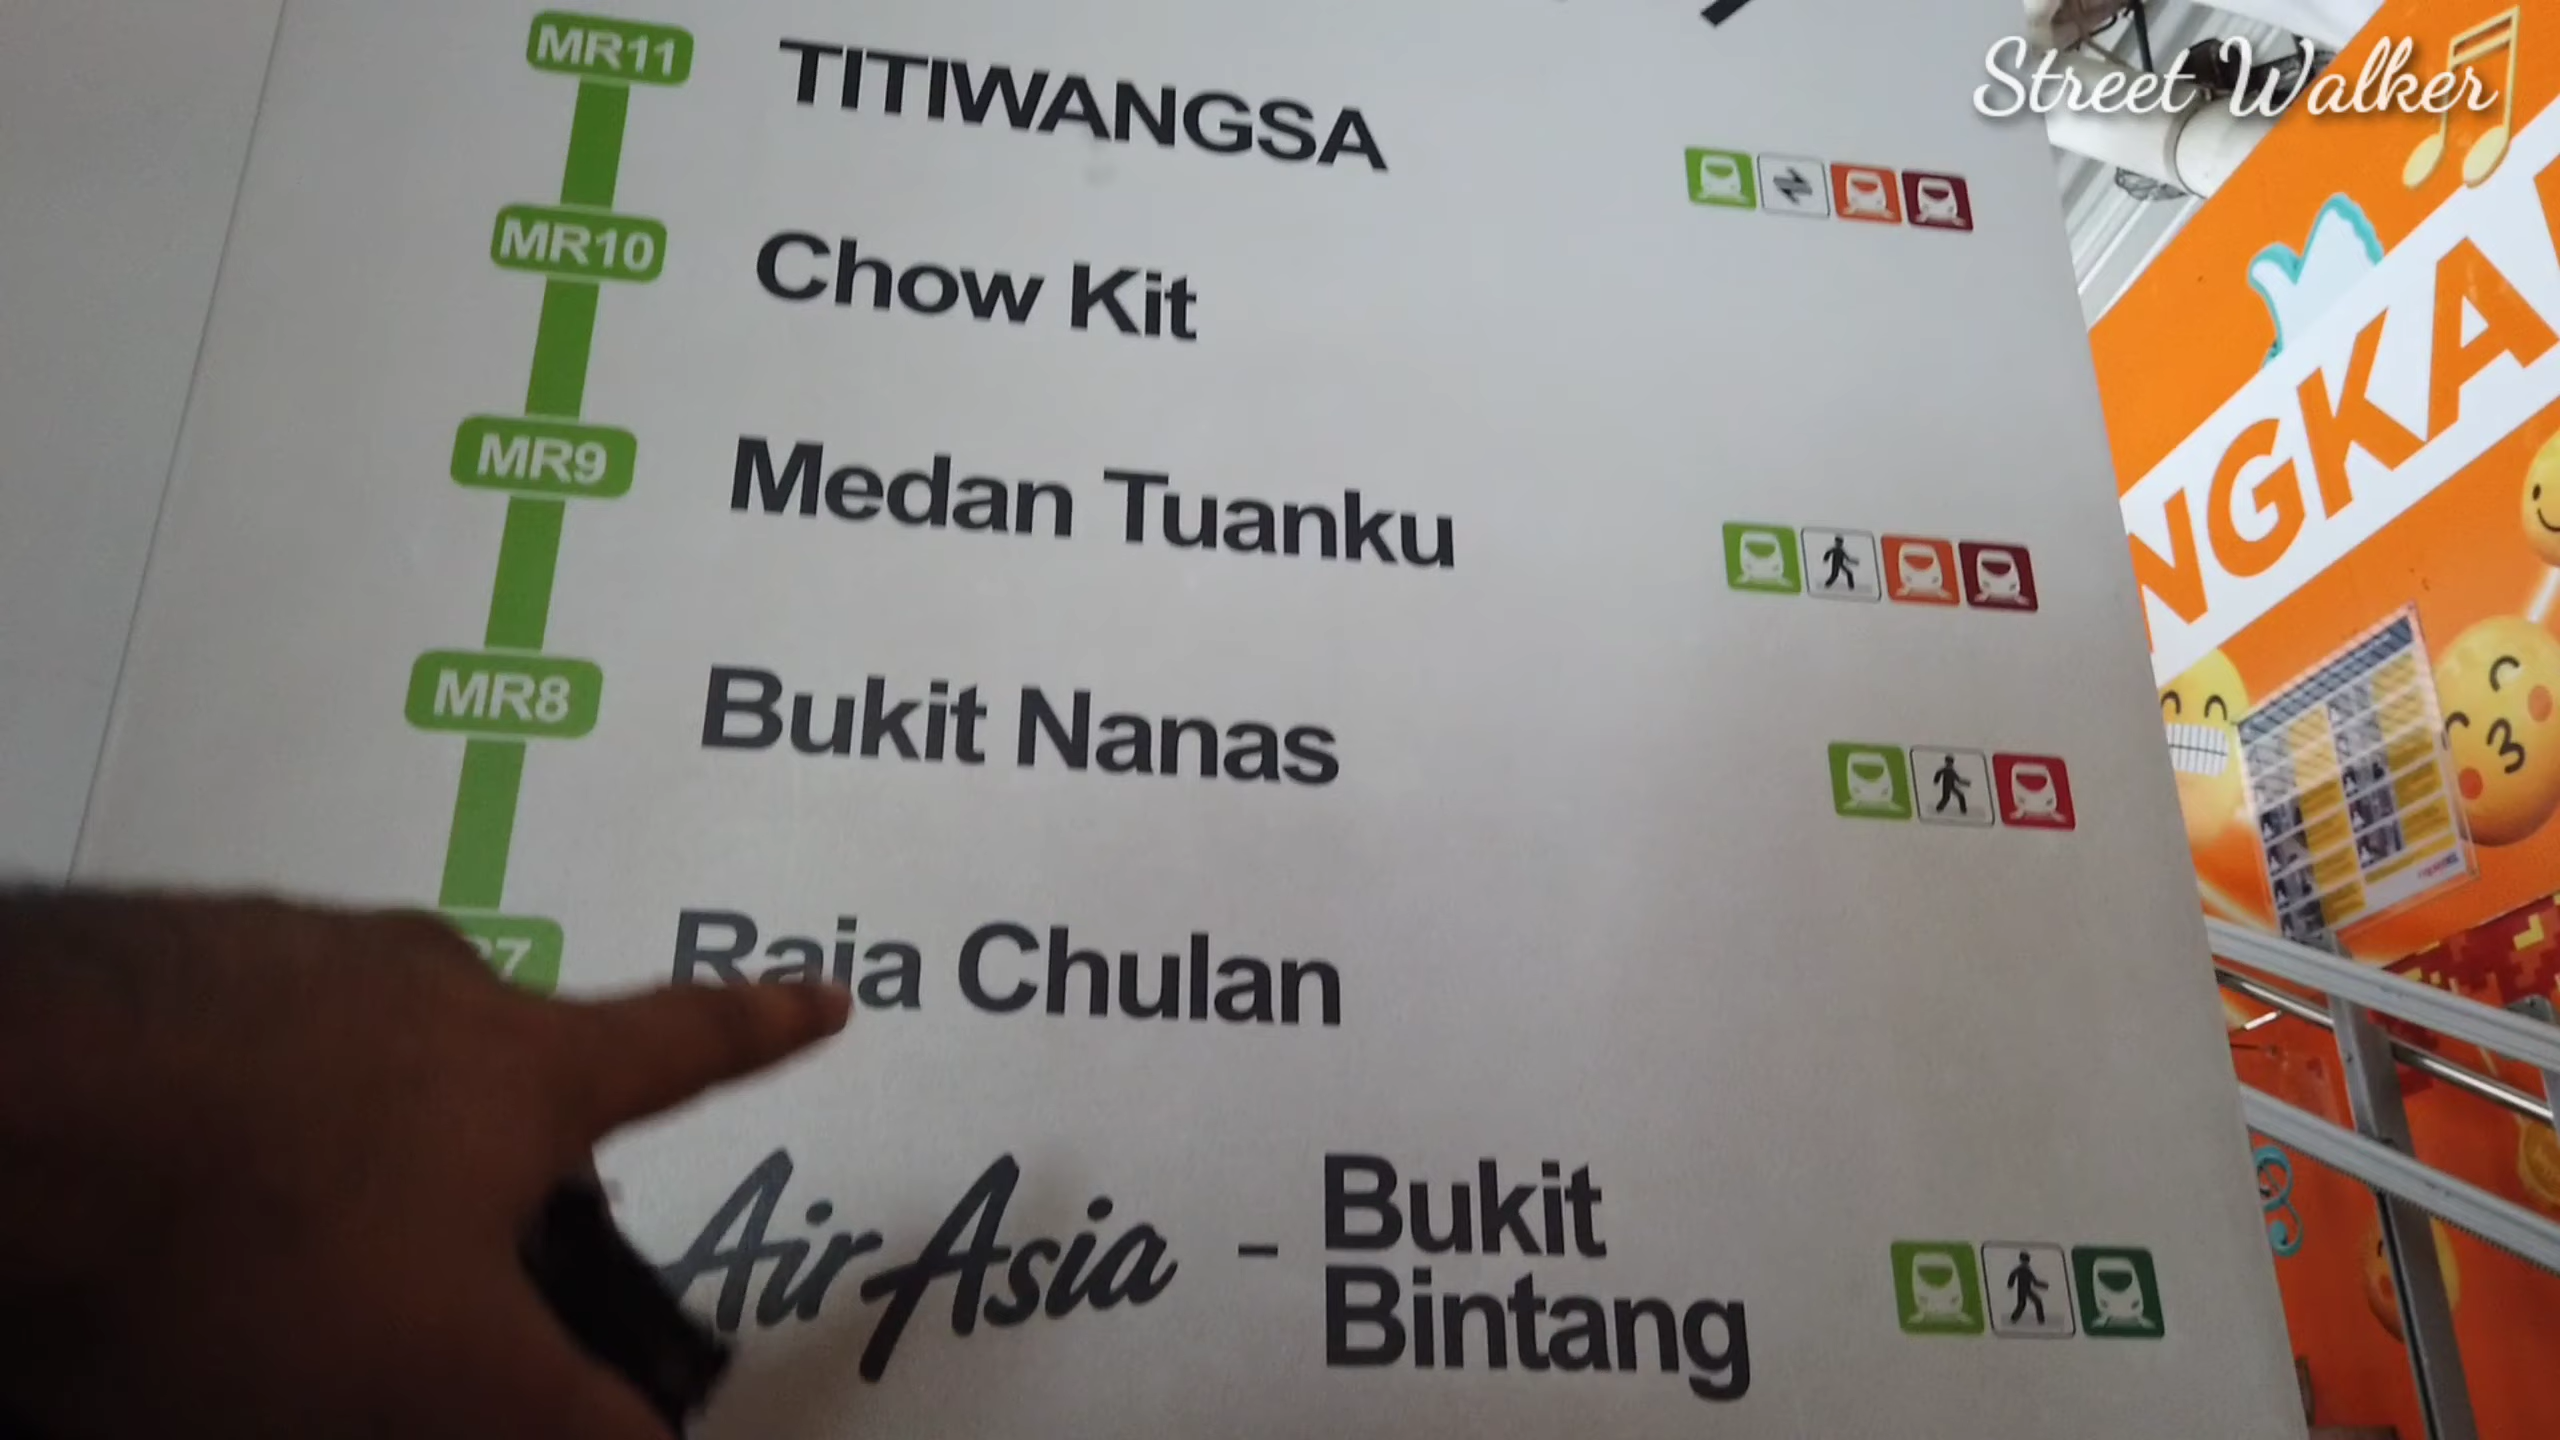 Street Walker
MR11 TITIWANGSA
MR10 Chow Kit
MR9 Medan Tuanku
MR8 Bukit Nanas
Raja Chulan
AirAsia - Bukit
Bintang
NGKA